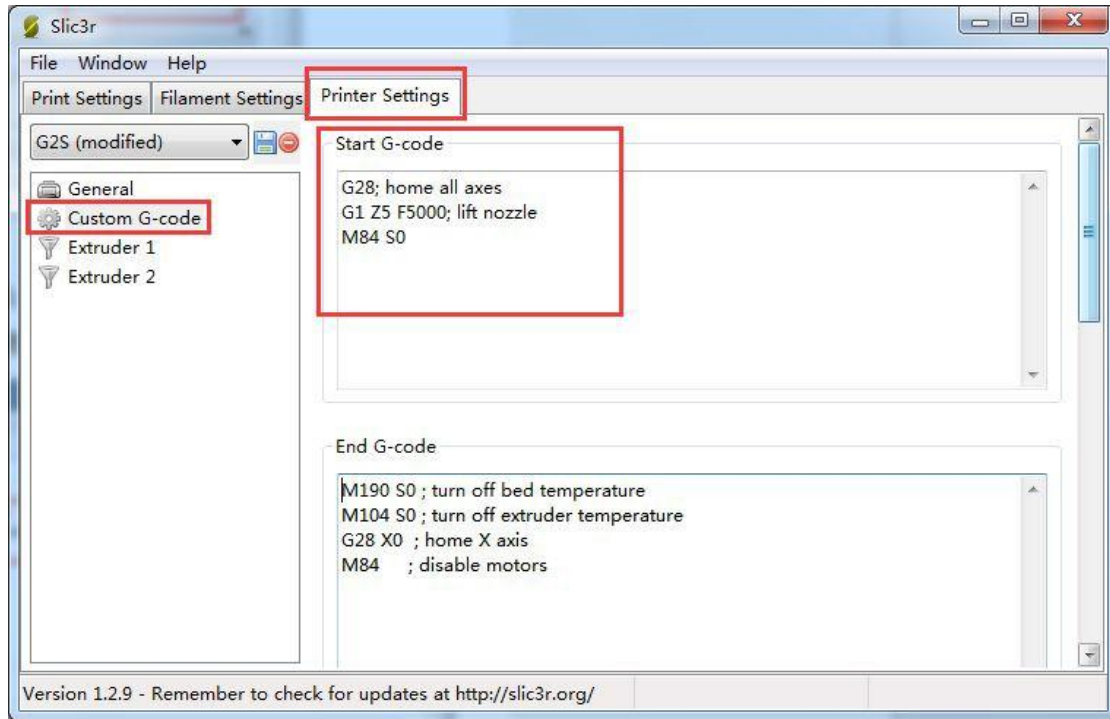 Slic3r
File Window Help
Print Settings Filament Settings Printer Settings
G2S (modified)
General
Custom G-code
Extruder 1
Extruder 2
Start G-code
G28; home all axes
G1 Z5 F5000; lift nozzle
M84 S0
End G-code
M190 S0 ; turn off bed temperature
M104 S0 ; turn off extruder temperature
G28 X0 ; home X axis
M84 ; disable motors
Version 1.2.9 - Remember to check for updates at http://slic3r.org/